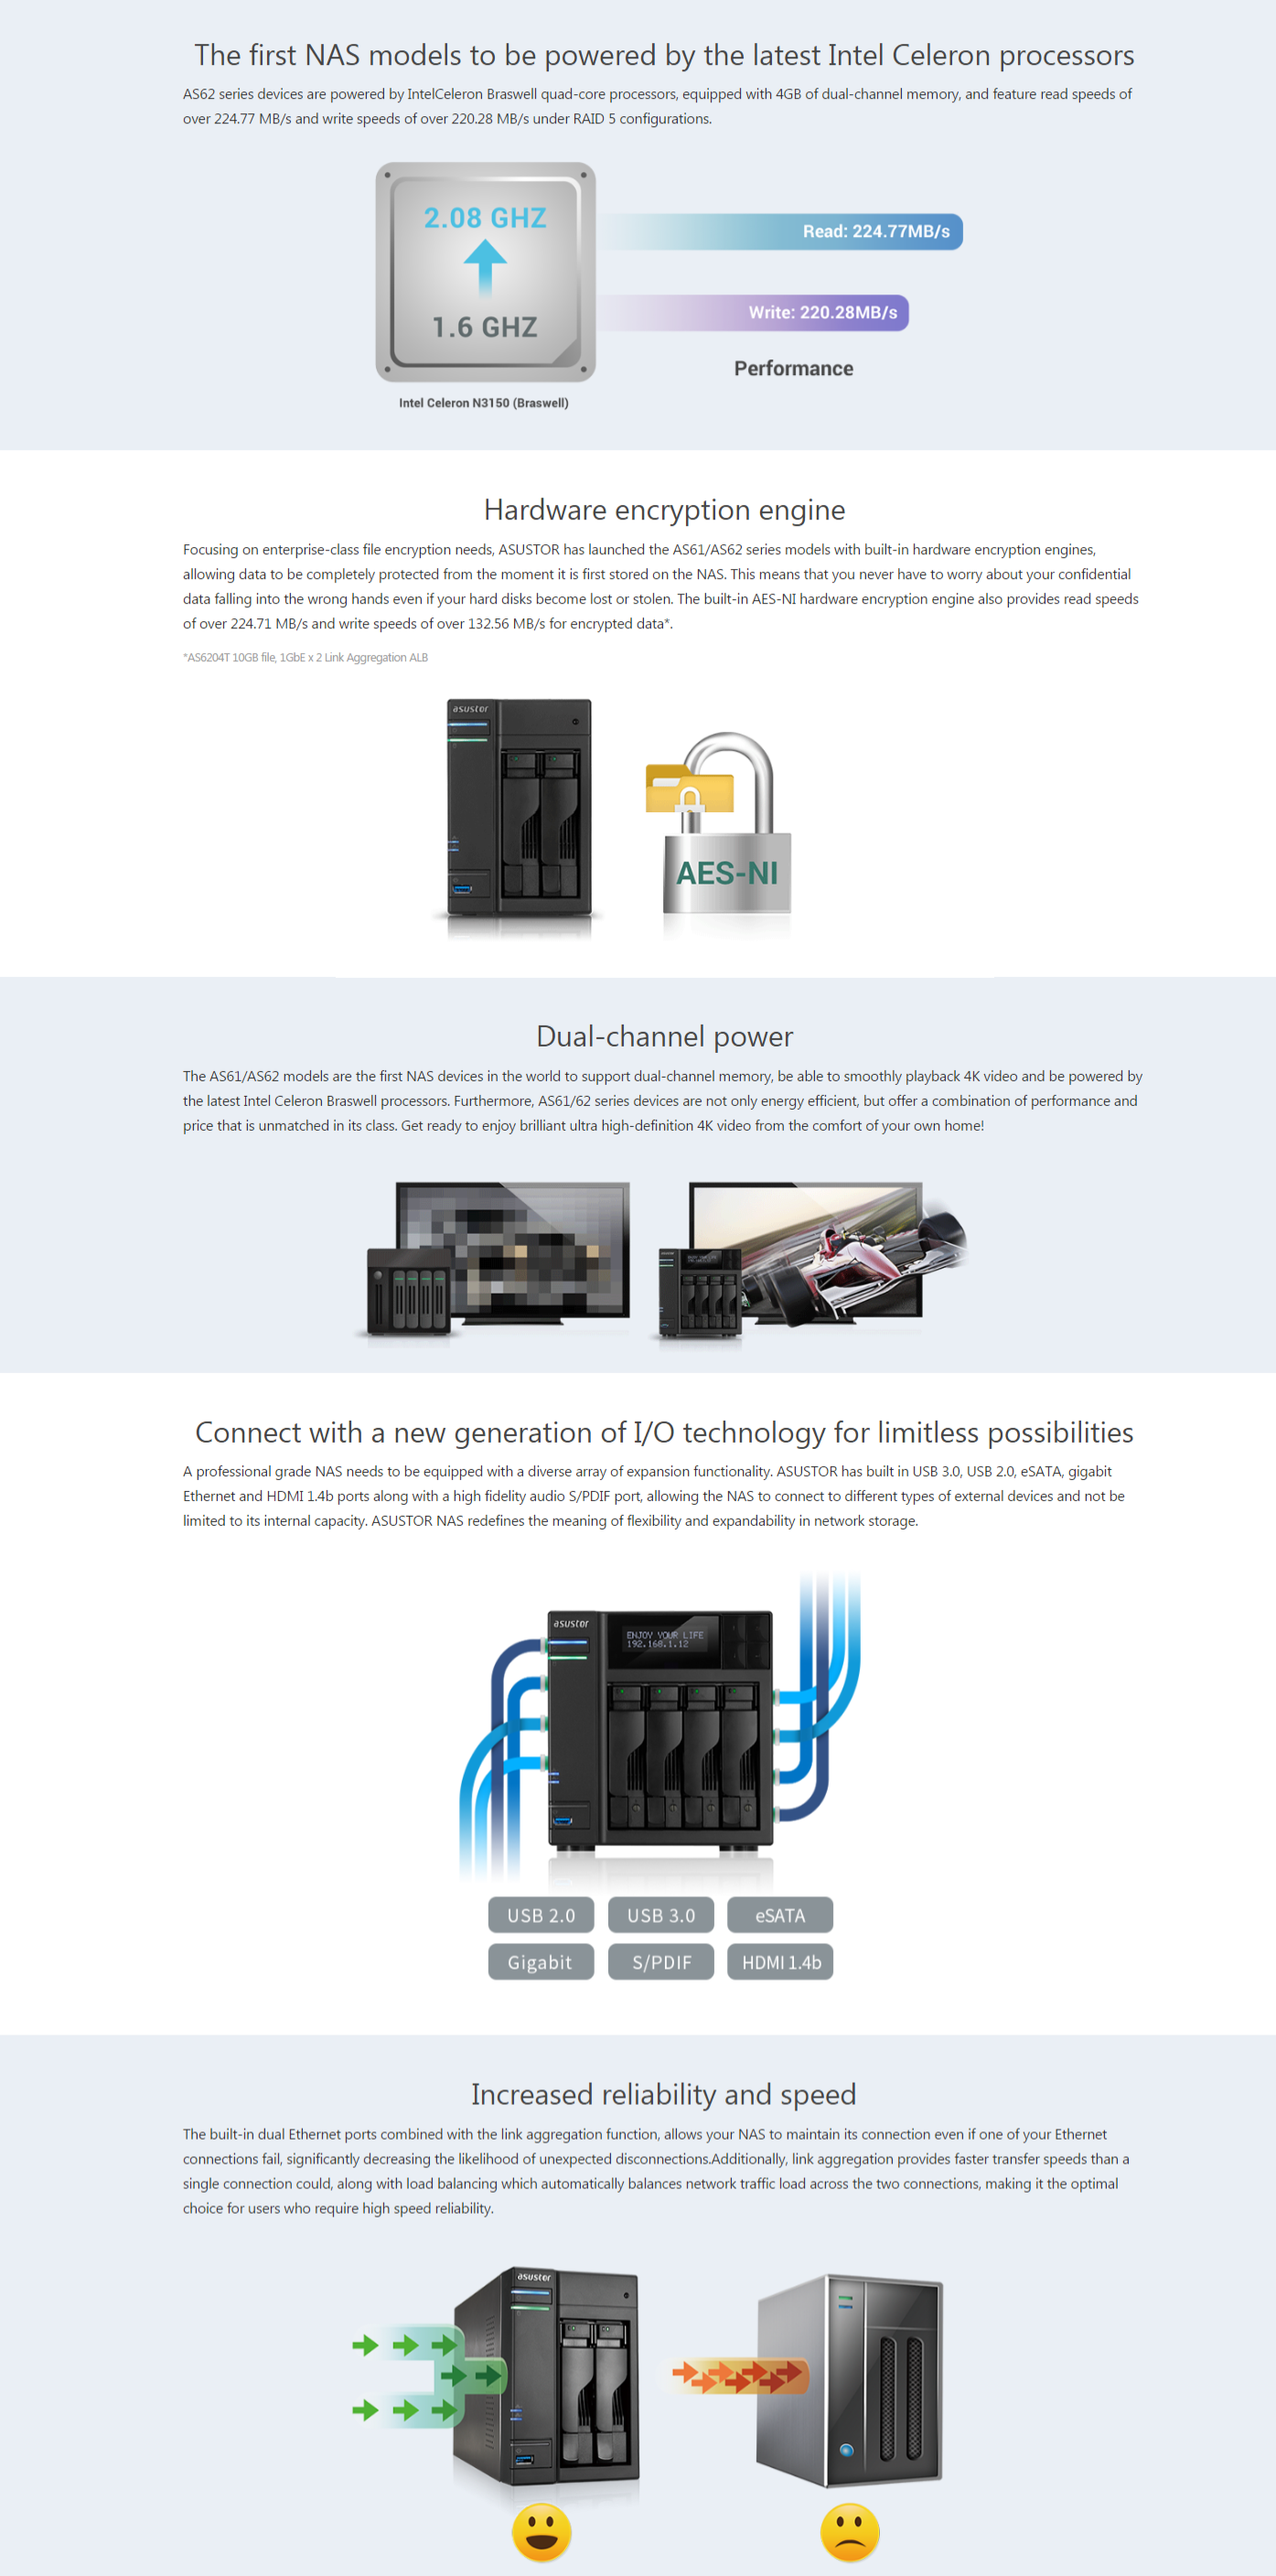 The first NAS models to be powered by the latest Intel Celeron processors
AS62 series devices are powered by IntelCeleron Braswell quad-core processors, equipped with 4GB of dual-channel memory, and feature read speeds of
over 224.77 MB/s and write speeds of over 220.28 MB/s under RAID 5 configurations.
2.08 GHZ
1.6 GHZ
Read: 224.77MB/s
Write: 220.28MB/s
Performance
Intel Celeron N3150 (Braswell)
Hardware encryption engine
Focusing on enterprise-class file encryption needs, ASUSTOR has launched the AS61/AS62 series models with built-in hardware encryption engines,
allowing data to be completely protected from the moment it is first stored on the NAS. This means that you never have to worry about your confidential
data falling into the wrong hands even if your hard disks become lost or stolen. The built-in AES-NI hardware encryption engine also provides read speeds
of over 224.71 MB/s and write speeds of over 132.56 MB/s for encrypted data*.
*AS6204T 10GB file, 1GbE x 2 Link Aggregation ALB
asustor
AES-NI
Dual-channel power
The AS61/AS62 models are the first NAS devices in the world to support dual-channel memory, be able to smoothly playback 4K video and be powered by
the latest Intel Celeron Braswell processors. Furthermore, AS61/62 series devices are not only energy efficient, but offer a combination of performance and
price that is unmatched in its class. Get ready to enjoy brilliant ultra high-definition 4K video from the comfort of your own home!
Connect with a new generation of I/O technology for limitless possibilities
A professional grade NAS needs to be equipped with a diverse array of expansion functionality. ASUSTOR has built in USB 3.0, USB 2.0, eSATA, gigabit
Ethernet and HDMI 1.4b ports along with a high fidelity audio S/PDIF port, allowing the NAS to connect to different types of external devices and not be
limited to its internal capacity. ASUSTOR NAS redefines the meaning of flexibility and expandability in network storage.
asustor
ENJOY YOUR LIFE
192.168.1.12
USB 2.0
USB 3.0
eSATA
Gigabit
S/PDIF
HDMI 1.4b
Increased reliability and speed
The built-in dual Ethernet ports combined with the link aggregation function, allows your NAS to maintain its connection even if one of your Ethernet
connections fail, significantly decreasing the likelihood of unexpected disconnections.Additionally, link aggregation provides faster transfer speeds than a
single connection could, along with load balancing which automatically balances network traffic load across the two connections, making it the optimal
choice for users who require high speed reliability.
asustor